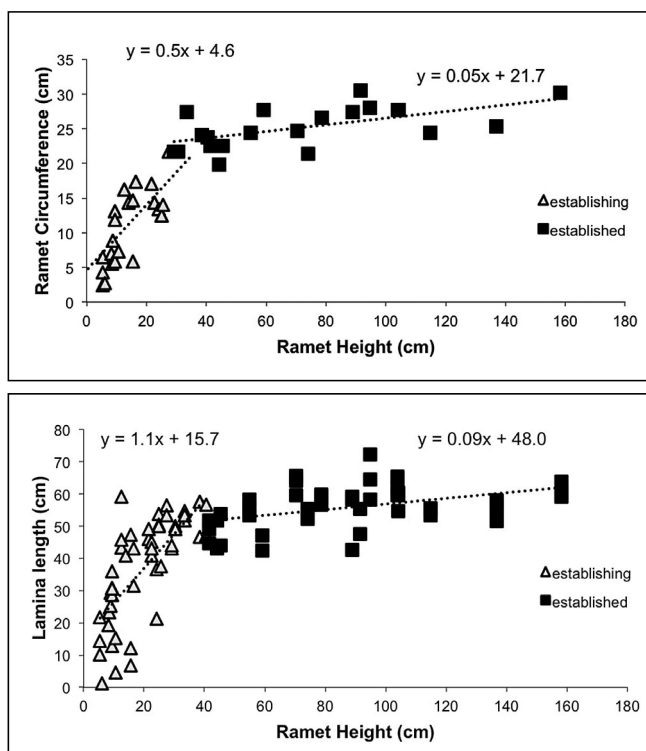 y = 0.5x + 4.6
y = 0.05x + 21.7
Ramet Circumference (cm)
35
30
25
20
15
10
5
0
establishing
established
0 20 40 60 80 100 120 140 160 180
Ramet Height (cm)
y = 1.1x + 15.7
y = 0.09x + 48.0
Lamina length (cm)
80
70
60
50
40
30
20
10
0
establishing
established
0 20 40 60 80 100 120 140 160 180
Ramet Height (cm)